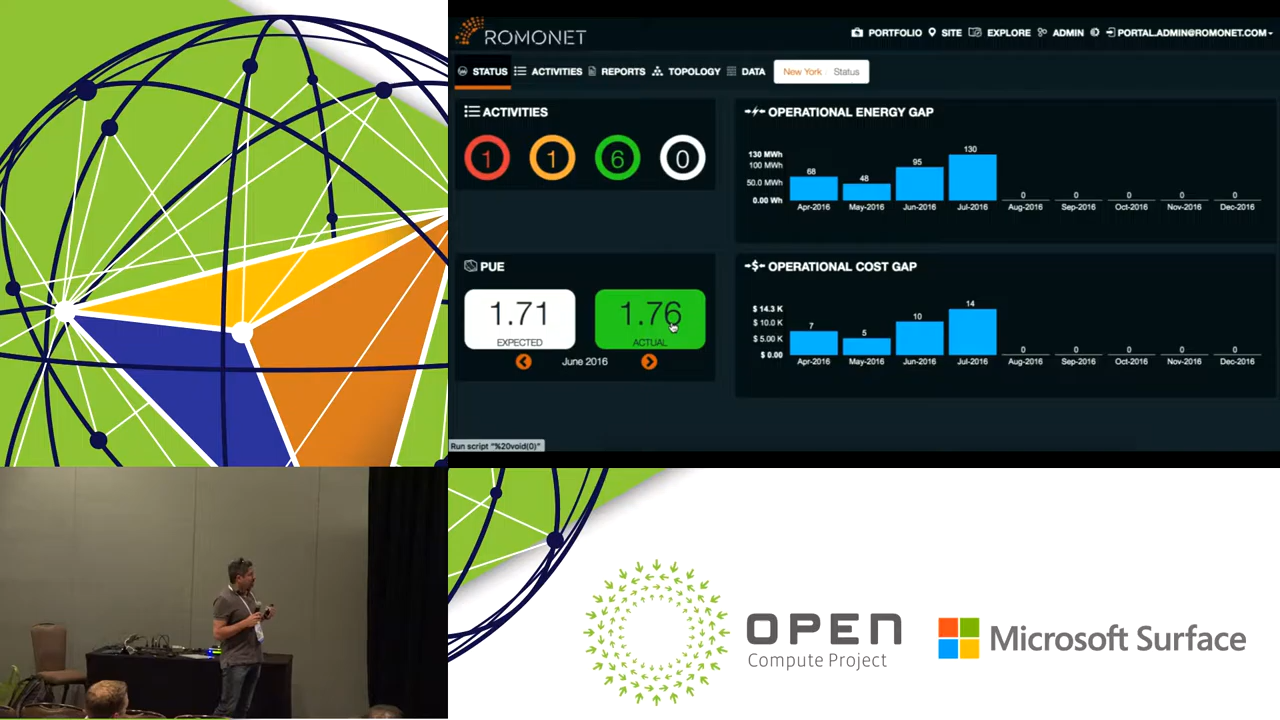 ROMONET
PORTFOLIO SITE EXPLORE ADMIN PORTAL.ADMIN@ROMONET.COM
STATUS ACTIVITIES REPORTS TOPOLOGY DATA New York Status
ACTIVITIES
1 1 6 0
OPERATIONAL ENERGY GAP
130 MWh
100 MWh
50.0 MWh
0.00 Wh
68 48 95 130 0 0 0 0 0
Apr-2016 May-2016 Jun-2016 Jul-2016 Aug-2016 Sep-2016 Oct-2016 Nov-2016 Dec-2016
PUE
1.71 1.76
EXPECTED ACTUAL
June 2016
OPERATIONAL COST GAP
$ 14.3 K
$ 10.0 K
$ 5.00 K
$ 0.00
7 5 10 14 0 0 0 0 0
Apr-2016 May-2016 Jun-2016 Jul-2016 Aug-2016 Sep-2016 Oct-2016 Nov-2016 Dec-2016
Run script "%20void(0)"
OPEN
Compute Project
Microsoft Surface